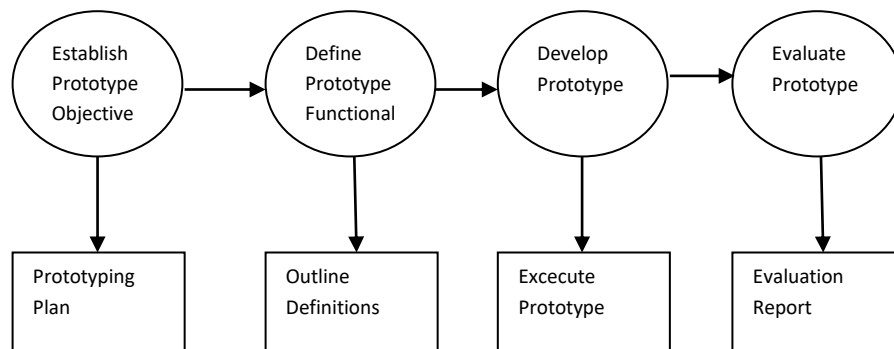 Establish
Prototype
Objective
Define
Prototype
Functional
Develop
Prototype
Evaluate
Prototype
Prototyping
Plan
Outline
Definitions
Excecute
Prototype
Evaluation
Report